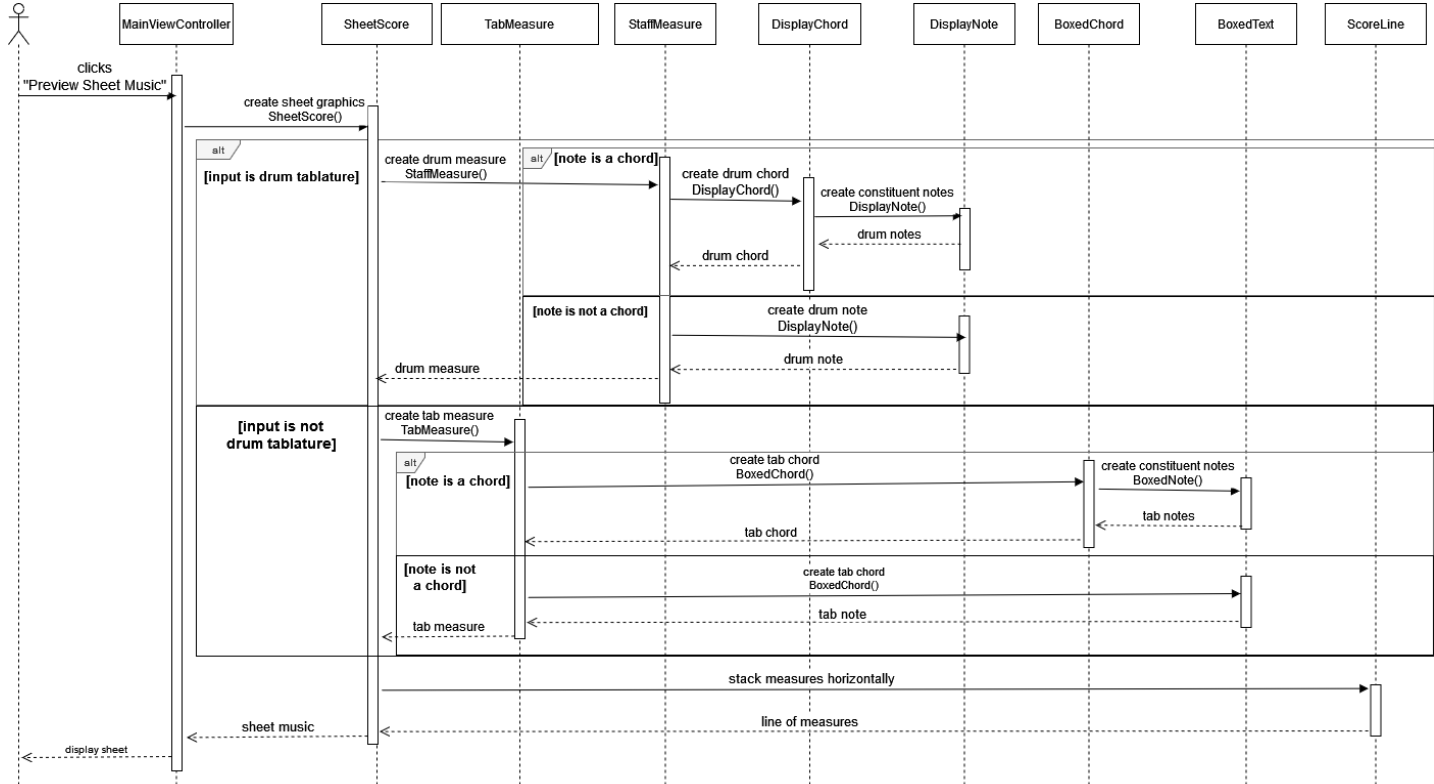 MainViewController
SheetScore
TabMeasure
StaffMeasure
DisplayChord
DisplayNote
BoxedChord
BoxedText
ScoreLine
clicks
"Preview Sheet Music"
create sheet graphics
SheetScore()
alt
[input is drum tablature]
create drum measure
StaffMeasure()
alt
[note is a chord]
create drum chord
DisplayChord()
create constituent notes
DisplayNote()
drum notes
drum chord
[note is not a chord]
create drum note
DisplayNote()
drum note
drum measure
[input is not
drum tablature]
create tab measure
TabMeasure()
alt
[note is a chord]
create tab chord
BoxedChord()
create constituent notes
BoxedNote()
tab notes
tab chord
[note is not
a chord]
create tab chord
BoxedChord()
tab note
tab measure
stack measures horizontally
line of measures
sheet music
display sheet